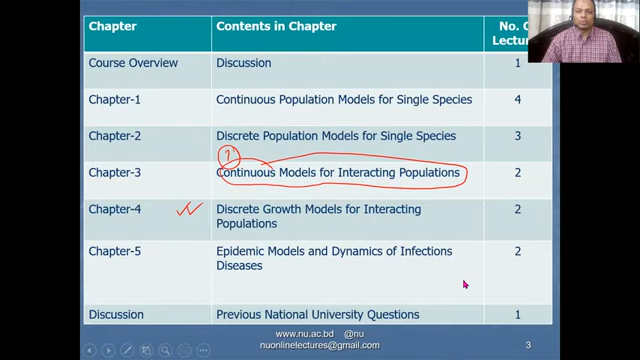 Chapter Contents in Chapter No. O
Lectur
Course Overview Discussion 1
Chapter-1 Continuous Population Models for Single Species 4
Chapter-2 Discrete Population Models for Single Species 3
Chapter-3 Continuous Models for Interacting Populations 2
Chapter-4 Discrete Growth Models for Interacting 2
Populations
Chapter-5 Epidemic Models and Dynamics of Infections 2
Diseases
Discussion Previous National University Questions 1
www.nu.ac.bd @nu
nuonlinelectures@gmail.com 3